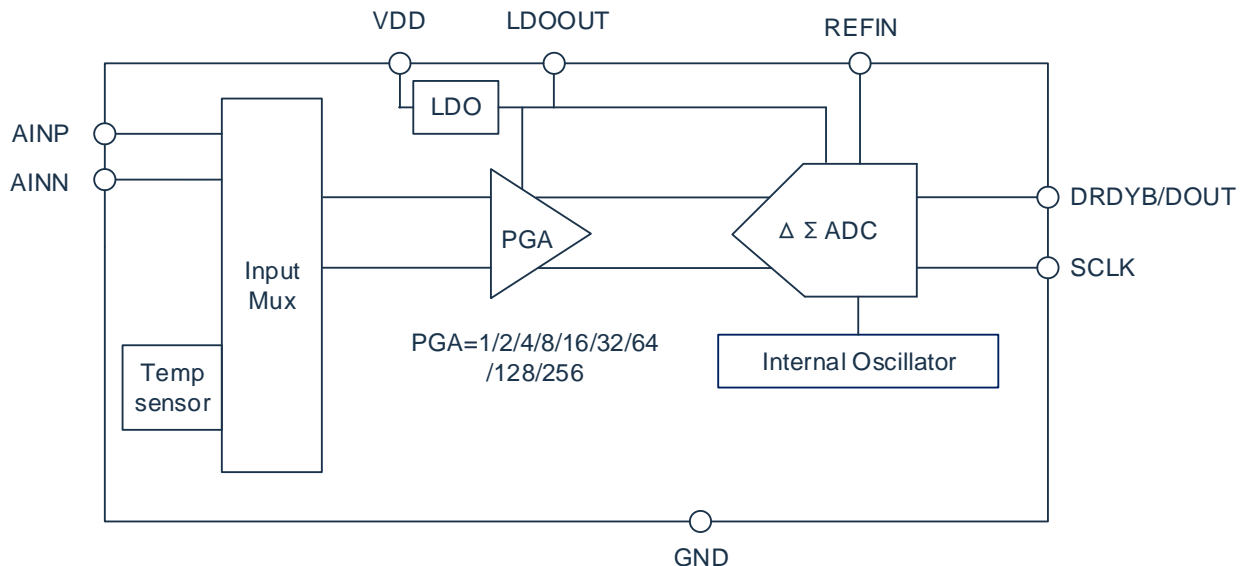 VDD
LDOOUT
REFIN
LDO
AINP
AINN
DRDYB/DOUT
PGA
Δ Σ ADC
SCLK
Input
Mux
PGA=1/2/4/8/16/32/64
/128/256
Internal Oscillator
Temp
sensor
GND